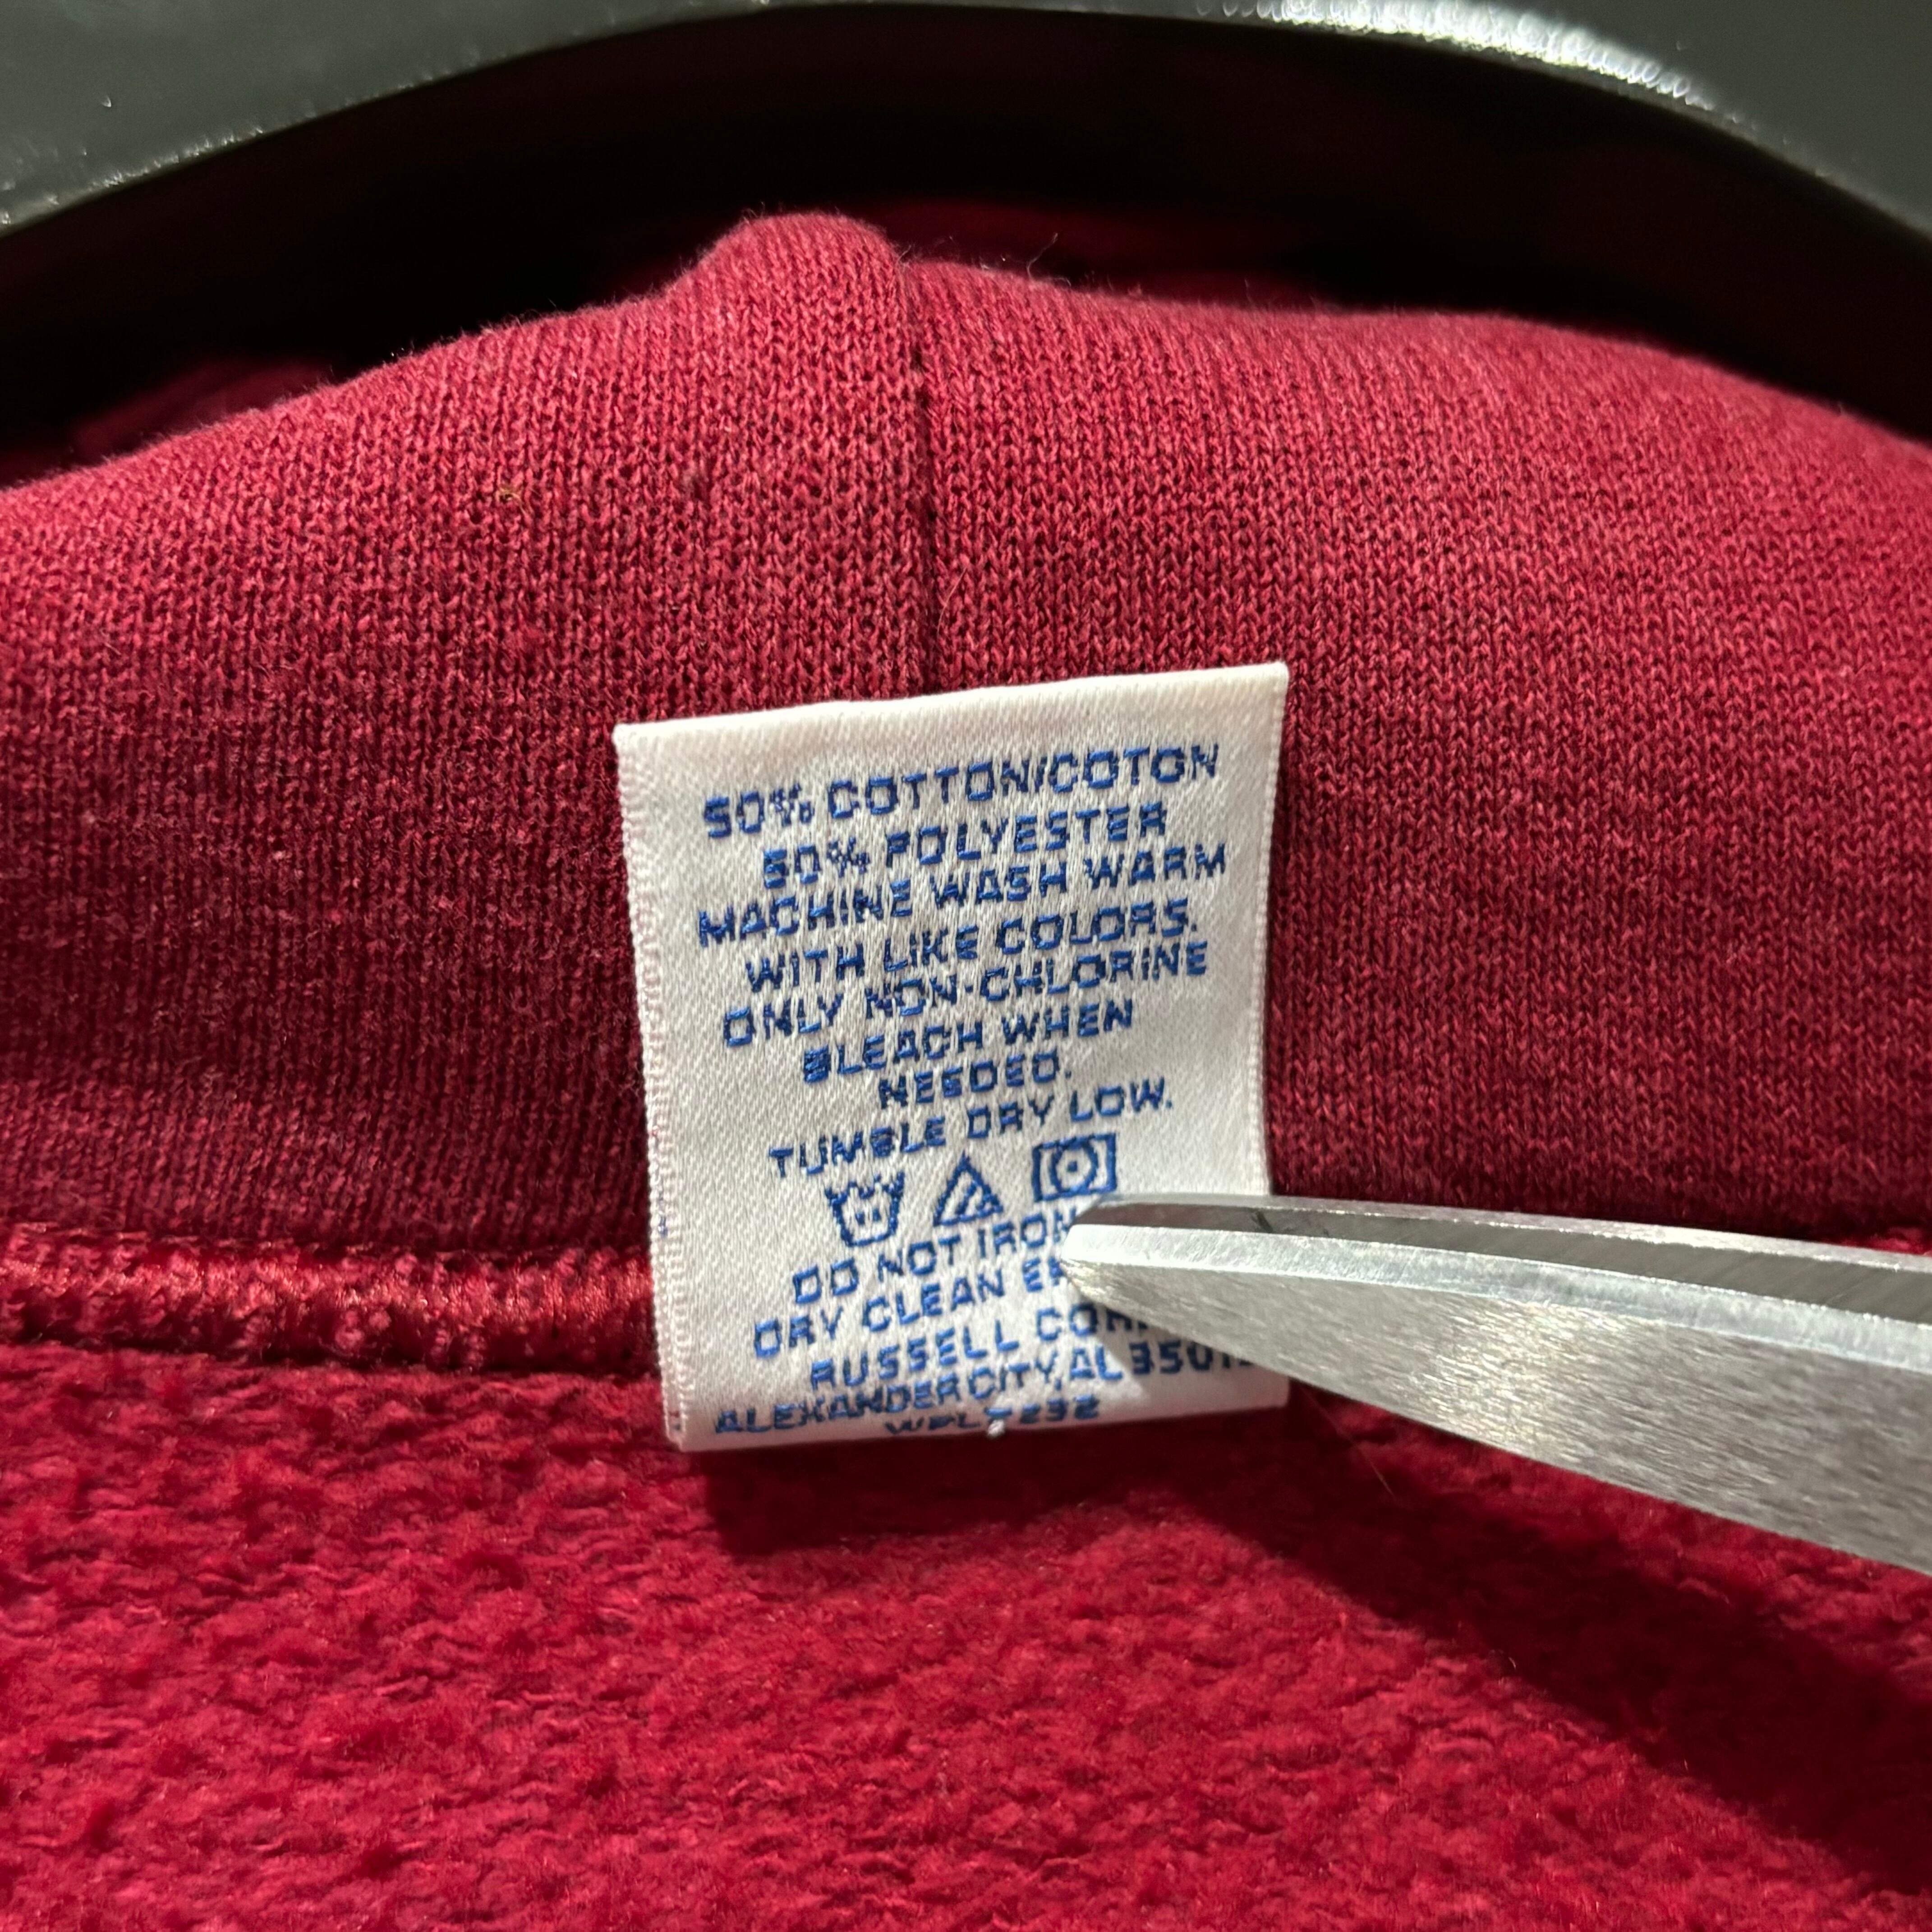 50% COTTON/COTON
50% POLYESTER
MACHINE WASH WARM
WITH LIKE COLORS.
ONLY NON-CHLORINE
BLEACH WHEN
NEEDED.
TUMBLE DRY LOW.
DO NOT IRON
DRY CLEAN
RUSSELL
ALEXANDER CITY, AL